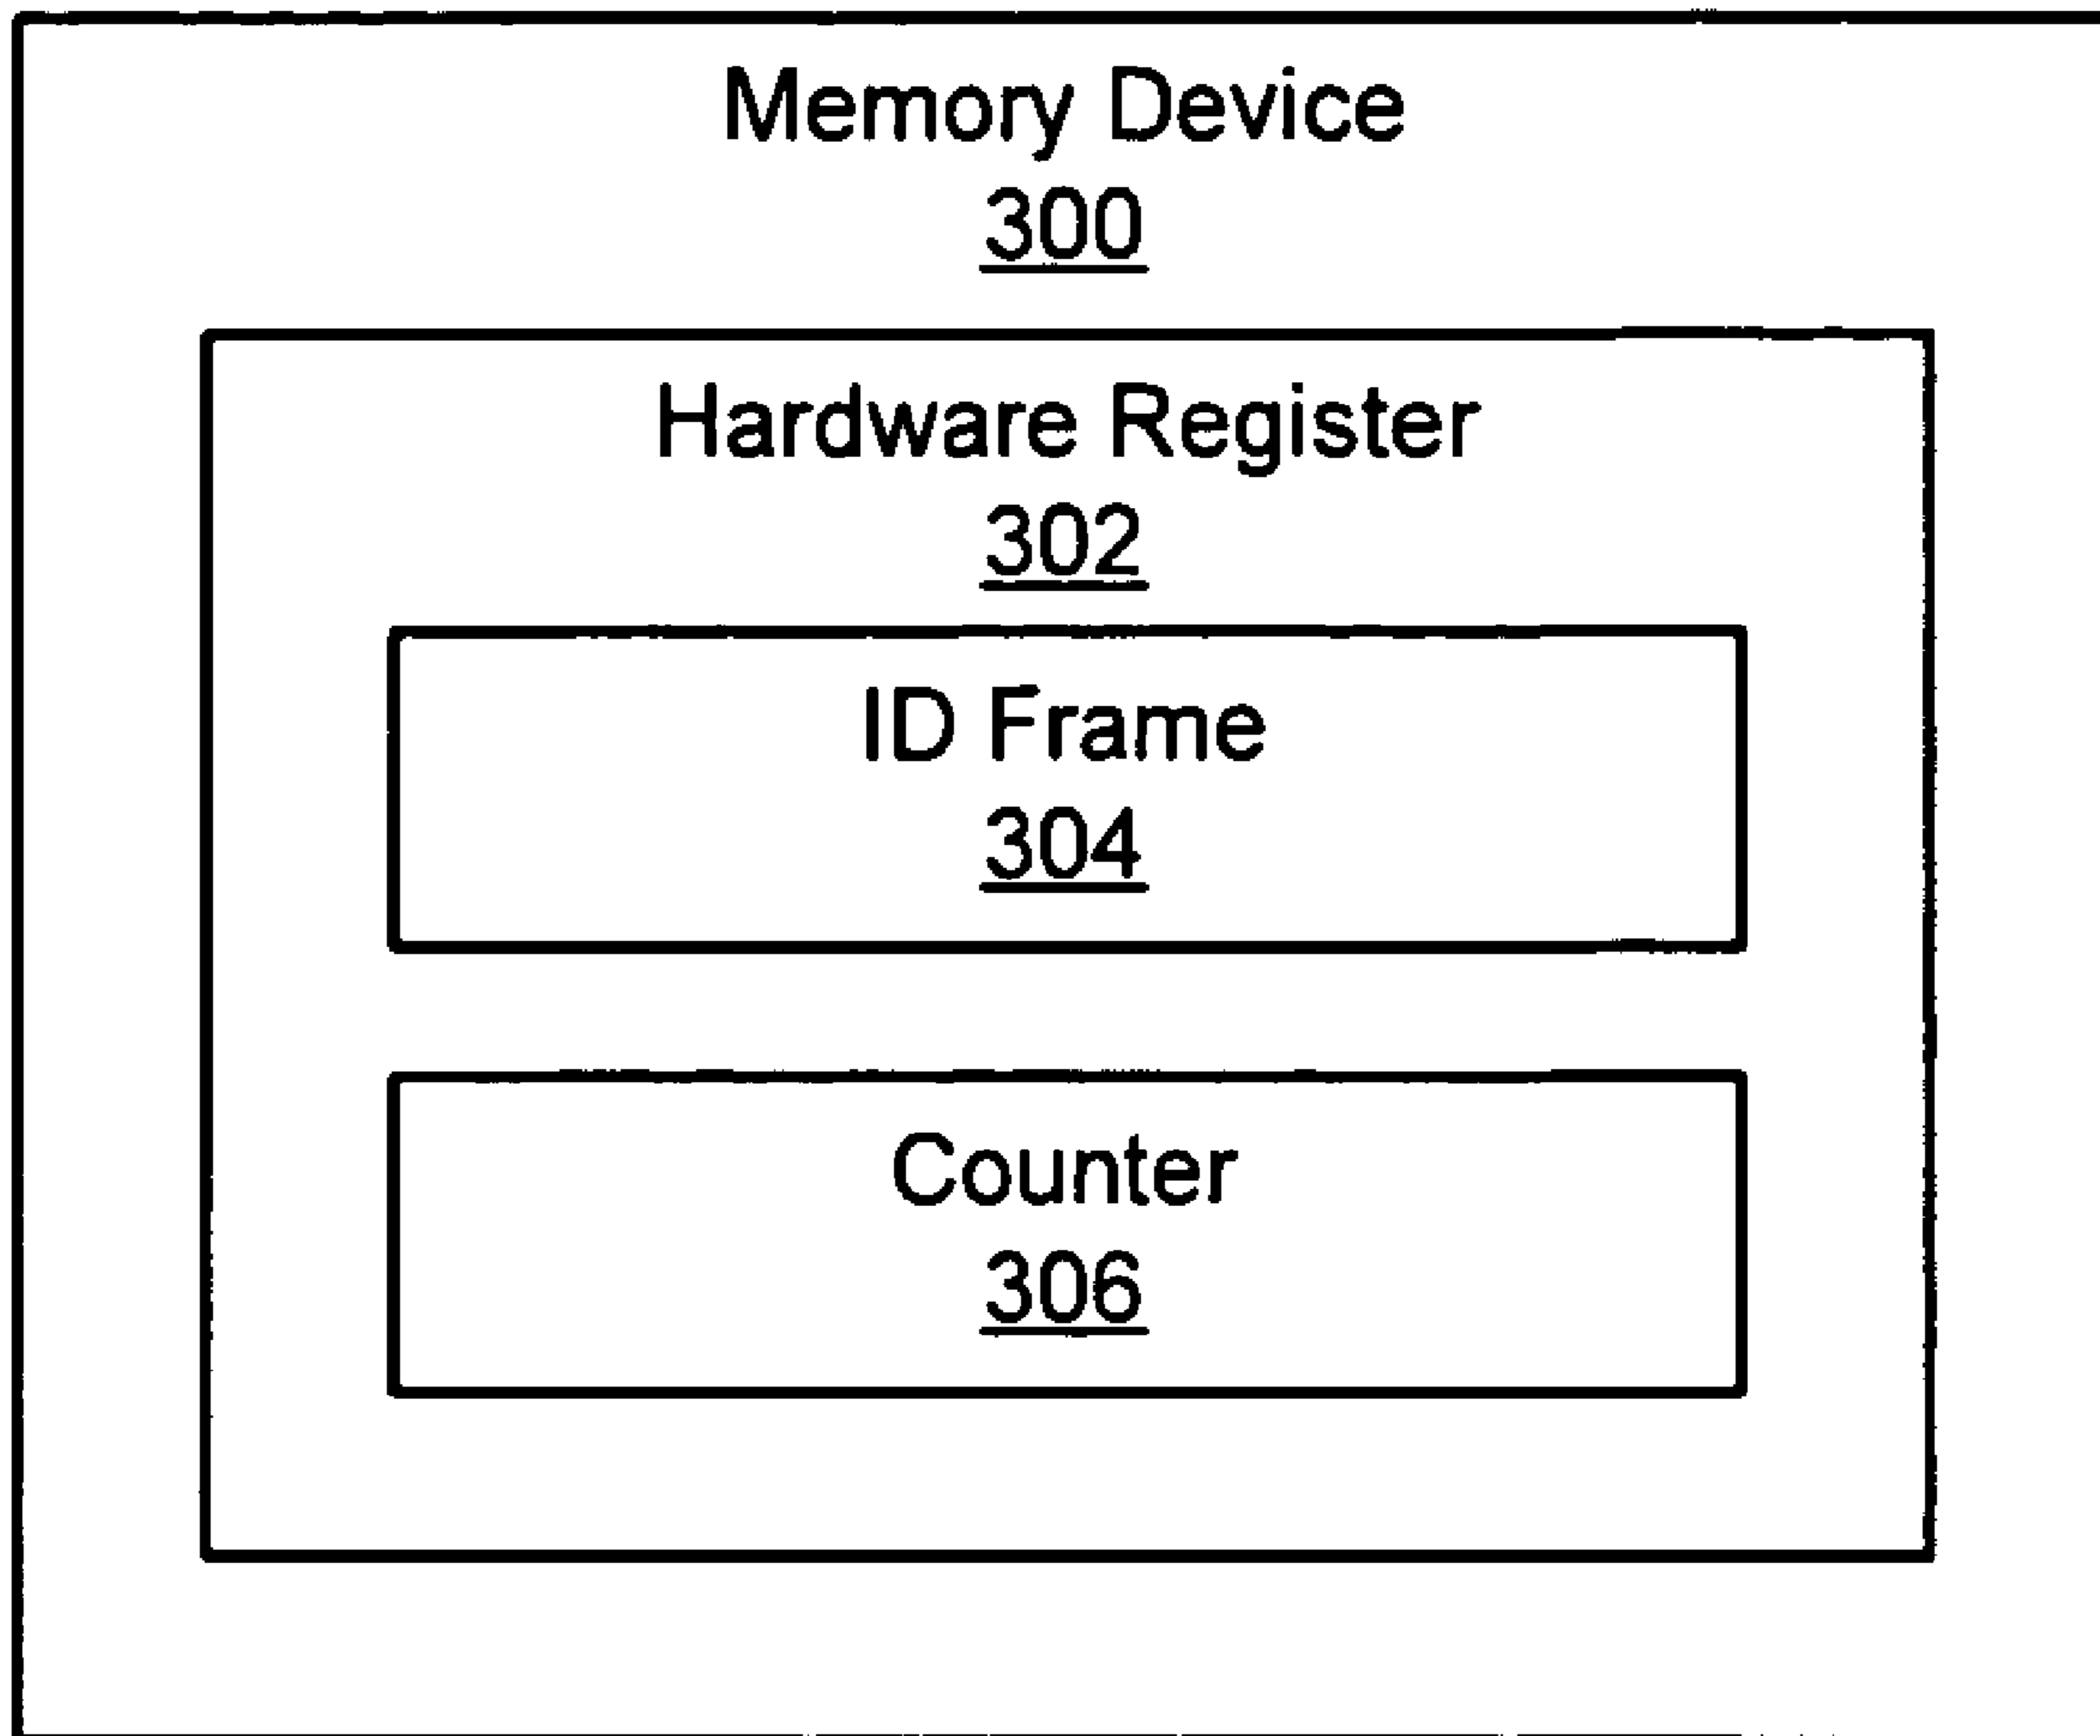 Memory Device
300
Hardware Register
302
ID Frame
304
Counter
306